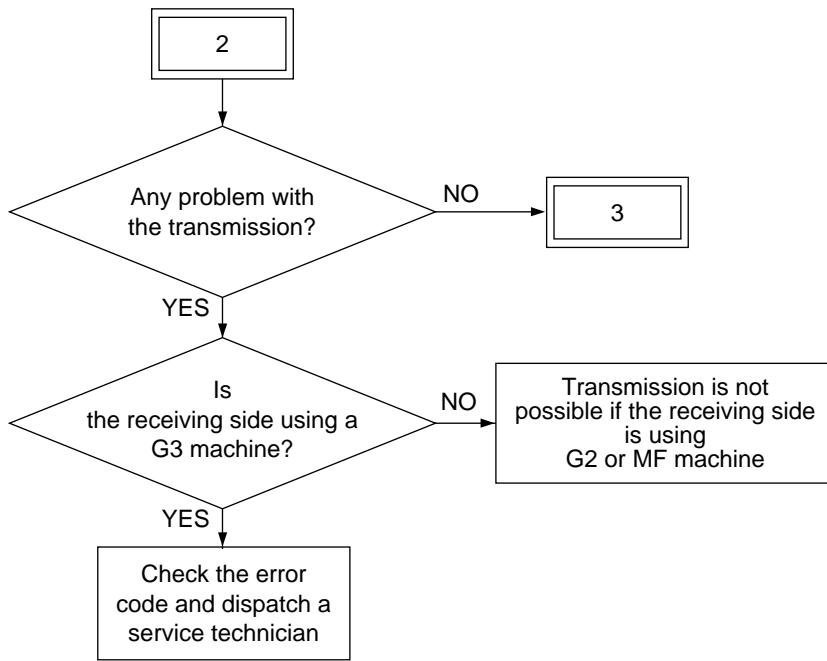 2
Any problem with
the transmission?
NO
3
YES
Is
the receiving side using a
G3 machine?
NO
Transmission is not
possible if the receiving side
is using
G2 or MF machine
YES
Check the error
code and dispatch a
service technician